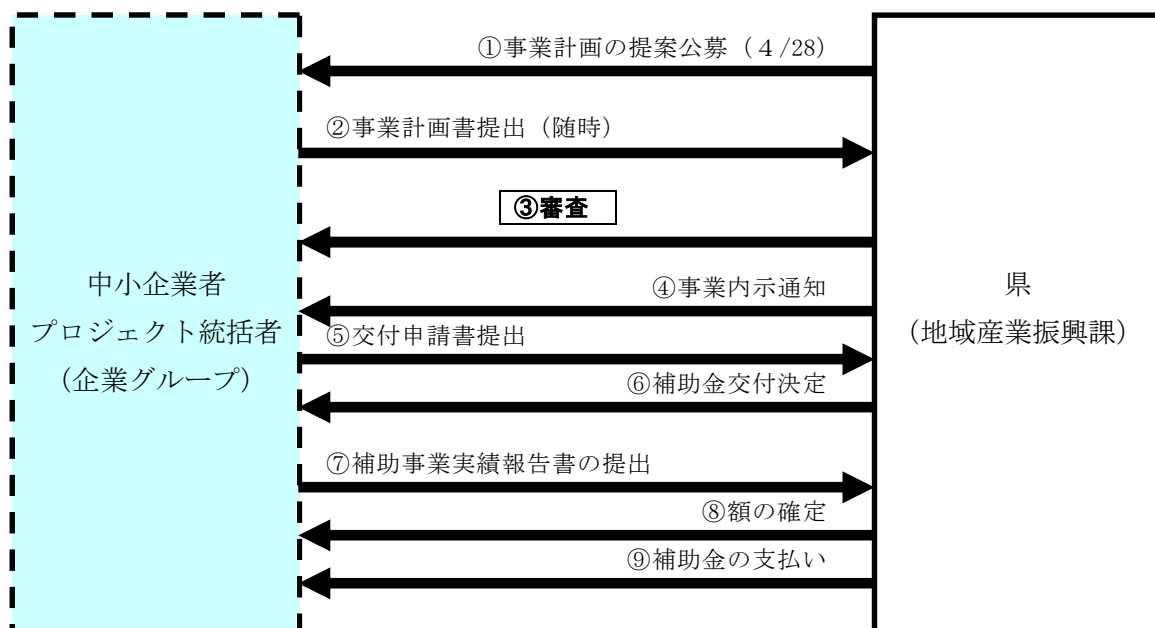 ①事業計画の提案公募（４/28）
②事業計画書提出（随時）
③審査
④事業内示通知
⑤交付申請書提出
⑥補助金交付決定
⑦補助事業実績報告書の提出
⑧額の確定
⑨補助金の支払い
中小企業者
プロジェクト統括者
（企業グループ）
県
（地域産業振興課）